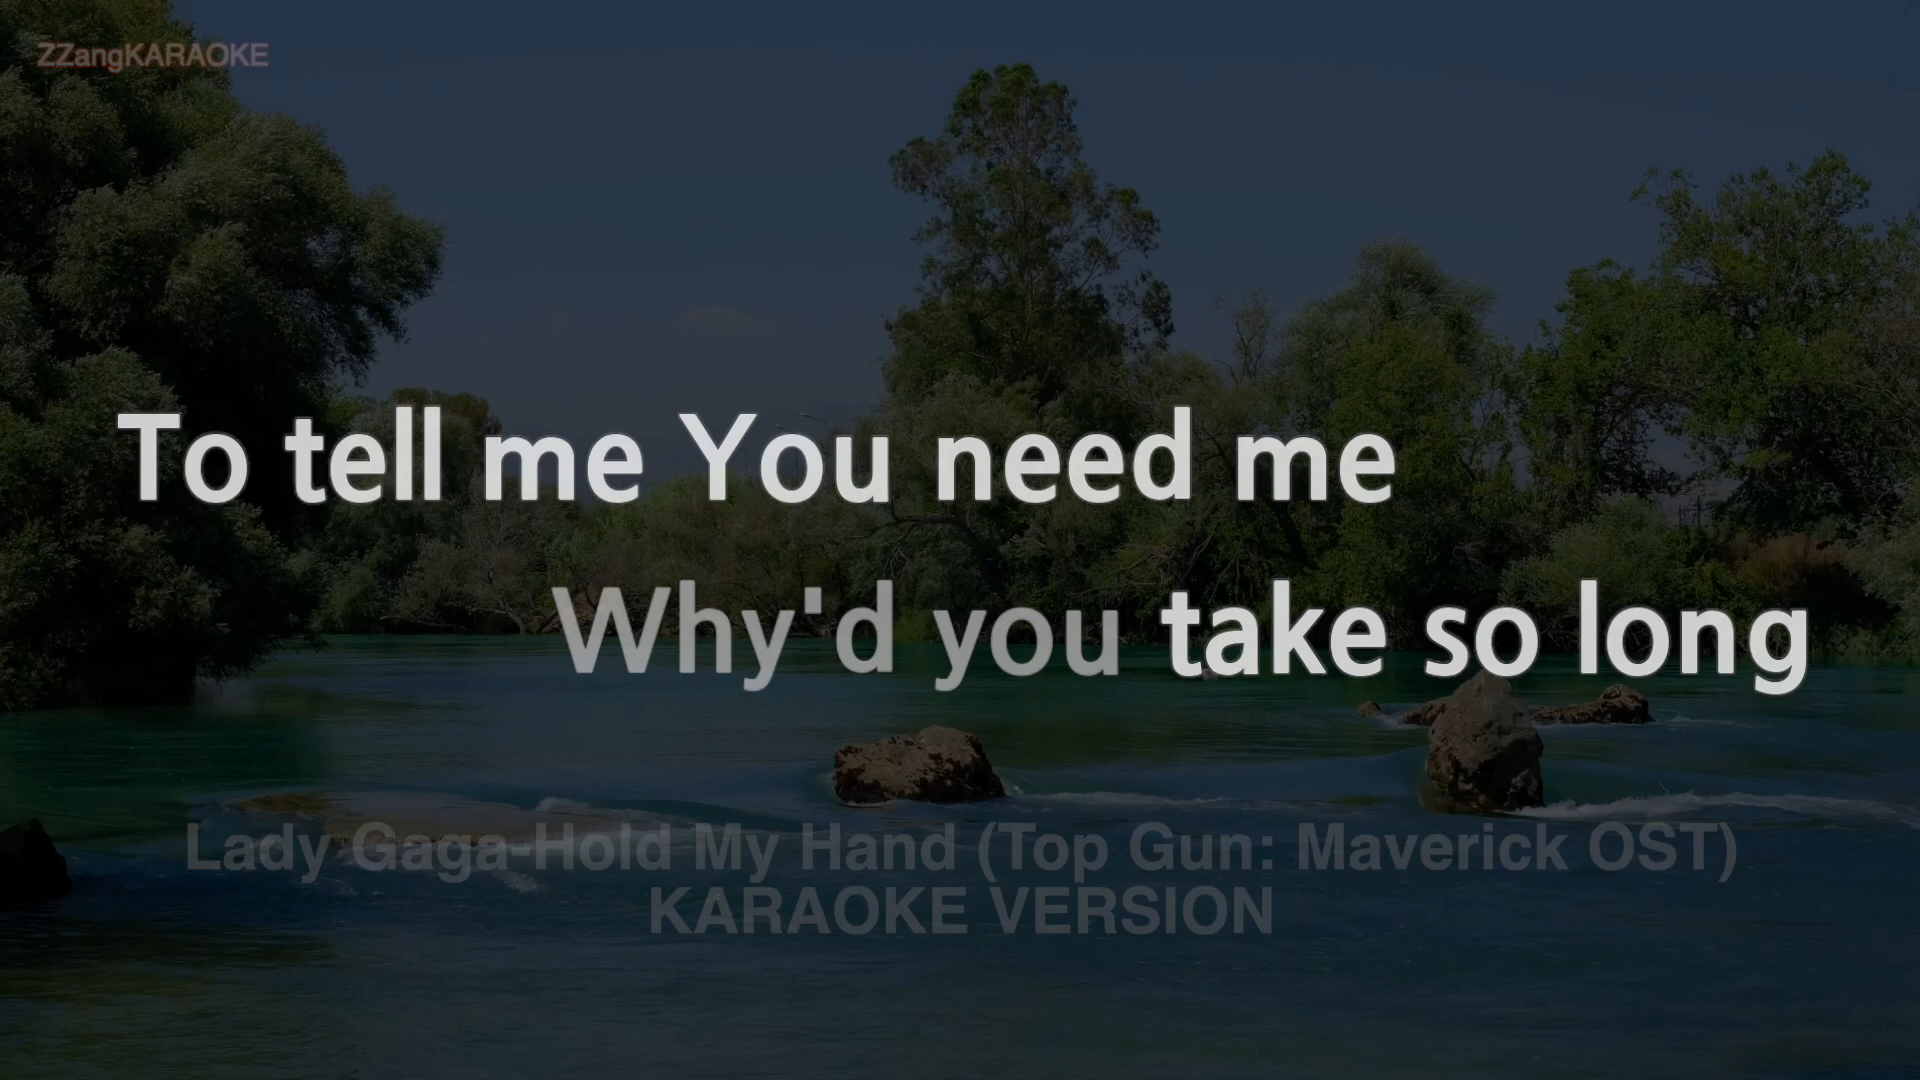 ZZangKARAOKE
To tell me You need me
Why'd you take so long
Lady Gaga-Hold My Hand (Top Gun: Maverick OST)
KARAOKE VERSION